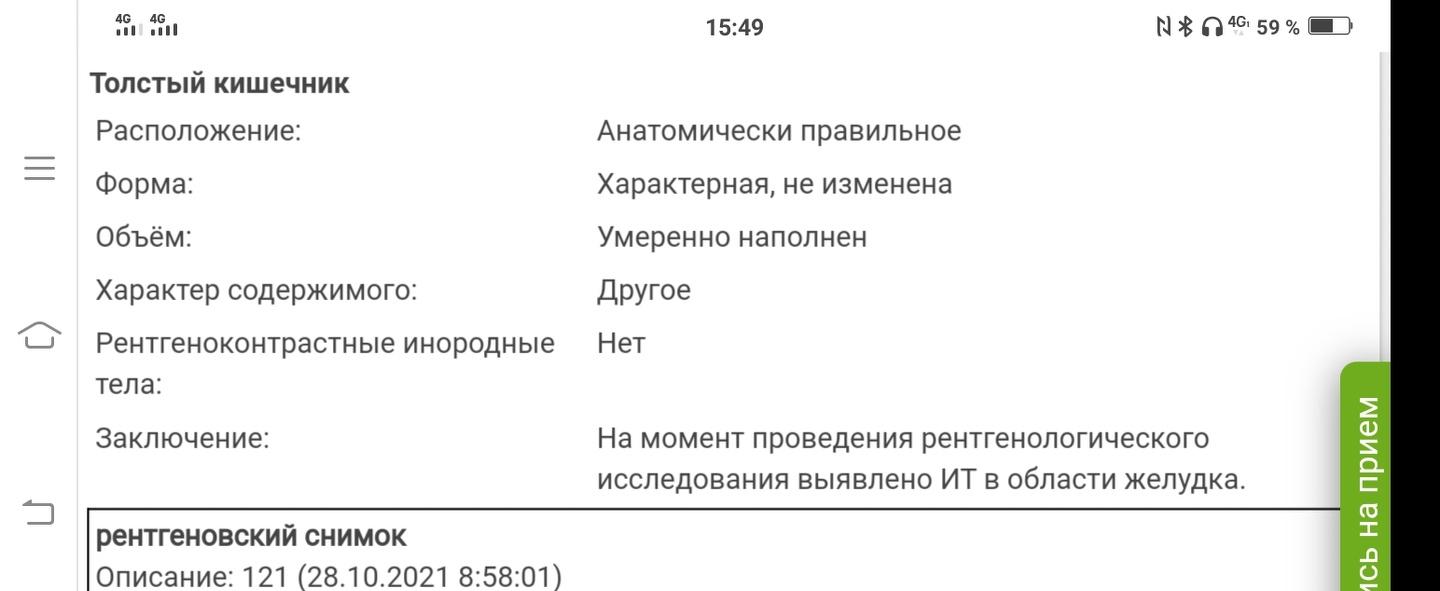 4G 4G 15:49 4G 59 %
Толстый кишечник
Расположение: Анатомически правильное
Форма: Характерная, не изменена
Объём: Умеренно наполнен
Характер содержимого: Другое
Рентгеноконтрастные инородные Нет
тела:
Заключение: На момент проведения рентгенологического
исследования выявлено ИТ в области желудка.
рентгеновский снимок
Описание: 121 (28.10.2021 8:58:01)
на прием